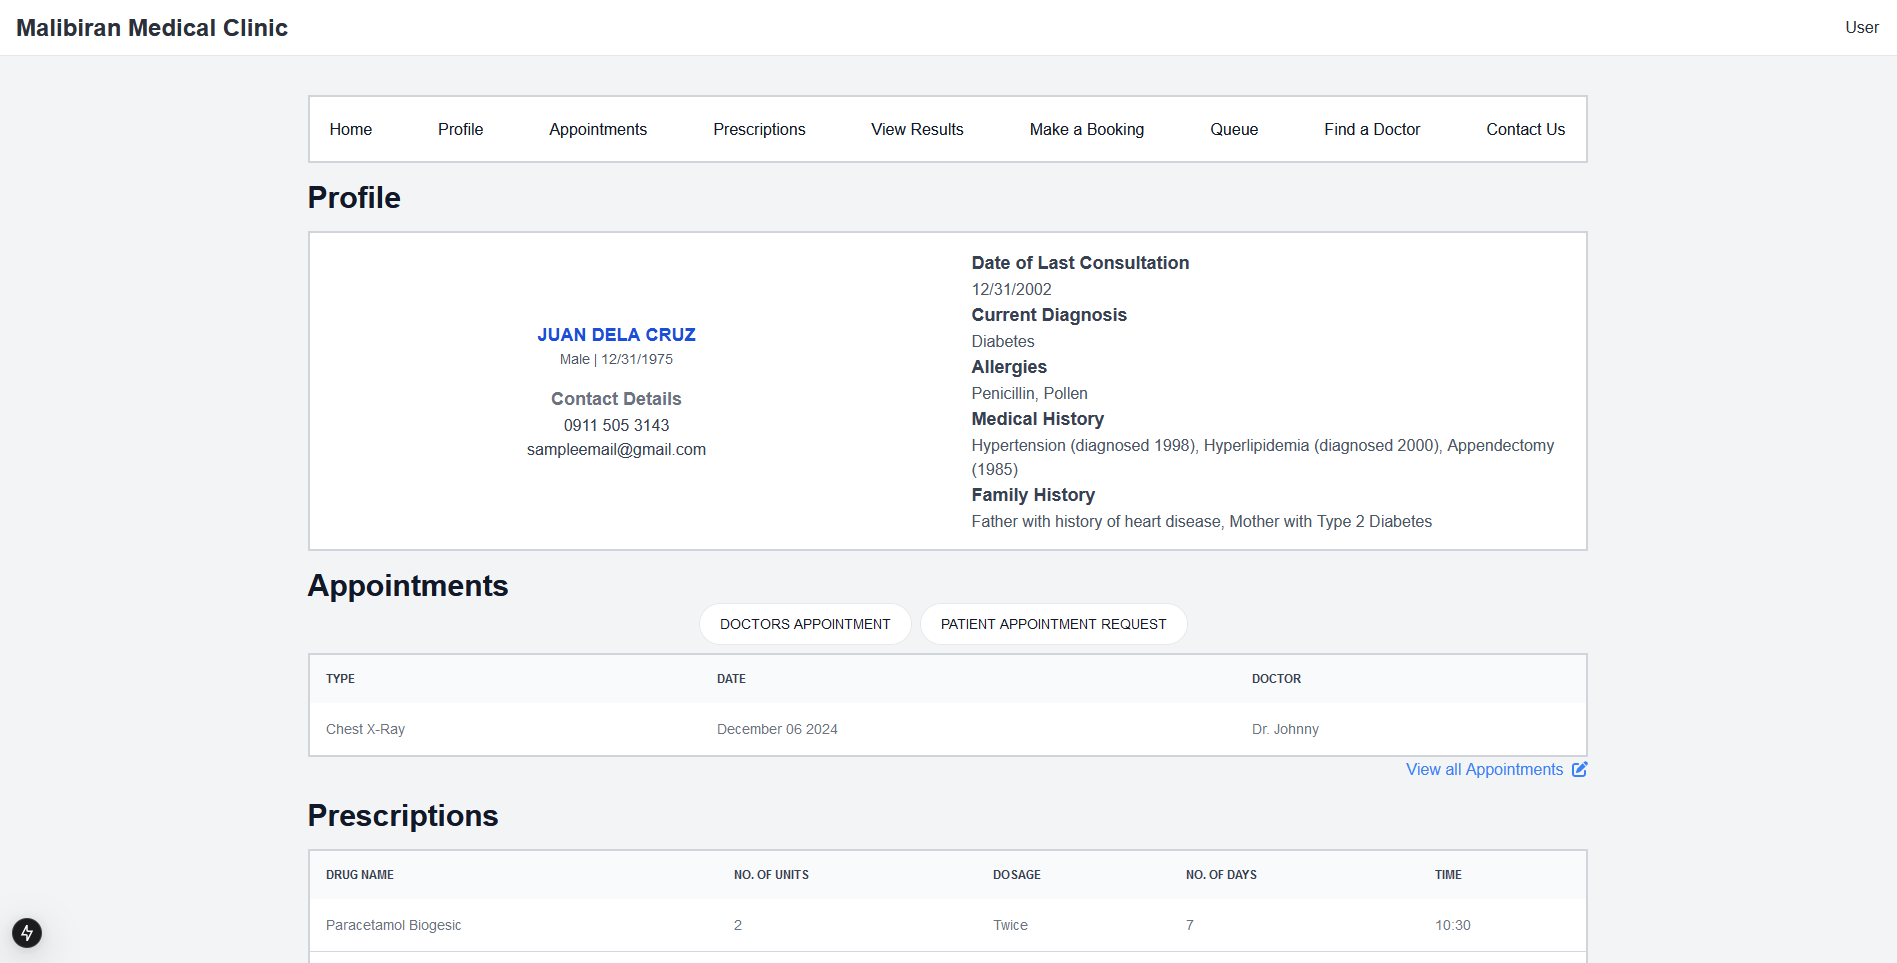 Malibiran Medical Clinic
User
Home Profile Appointments Prescriptions View Results Make a Booking Queue Find a Doctor Contact Us
Profile
JUAN DELA CRUZ
Male | 12/31/1975
Contact Details
0911 505 3143
sampleemail@gmail.com
Date of Last Consultation
12/31/2002
Current Diagnosis
Diabetes
Allergies
Penicillin, Pollen
Medical History
Hypertension (diagnosed 1998), Hyperlipidemia (diagnosed 2000), Appendectomy
(1985)
Family History
Father with history of heart disease, Mother with Type 2 Diabetes
Appointments
DOCTORS APPOINTMENT PATIENT APPOINTMENT REQUEST
TYPE DATE DOCTOR
Chest X-Ray December 06 2024 Dr. Johnny
View all Appointments
Prescriptions
DRUG NAME NO. OF UNITS DOSAGE NO. OF DAYS TIME
Paracetamol Biogesic 2 Twice 7 10:30